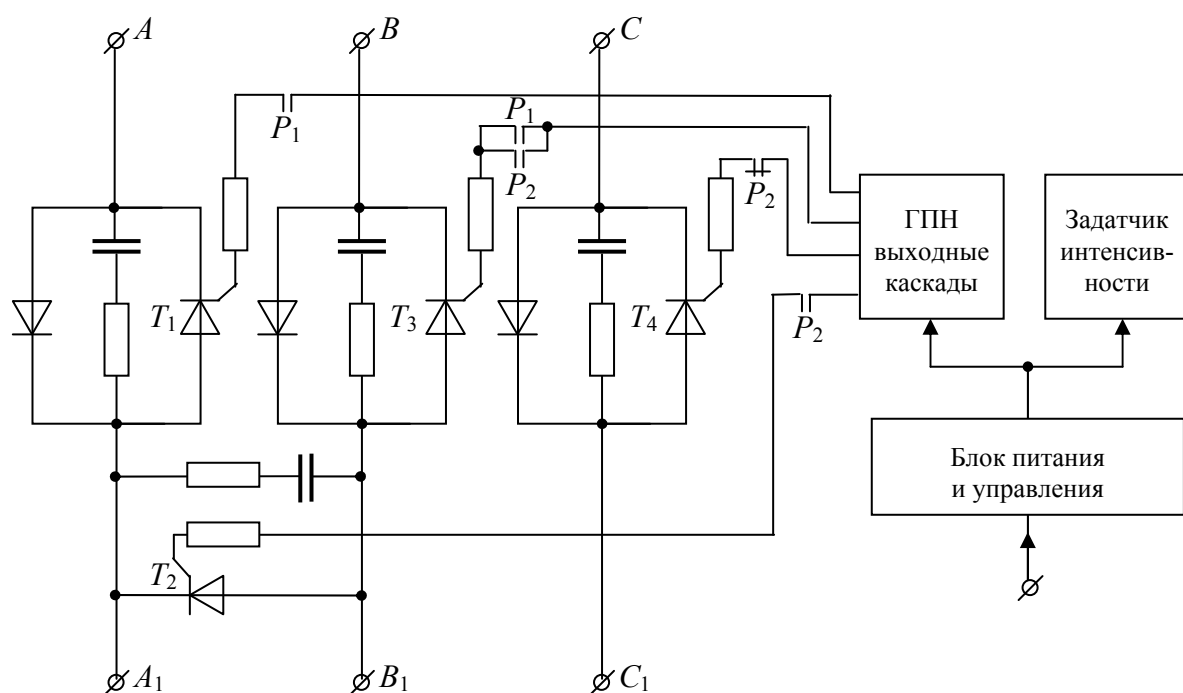 A
B
C
P1
P1
P2
P2
ГПН
выходные
каскады
Задатчик
интенсив-
ности
T1
T3
T4
P2
Блок питания
и управления
T2
A1
B1
C1